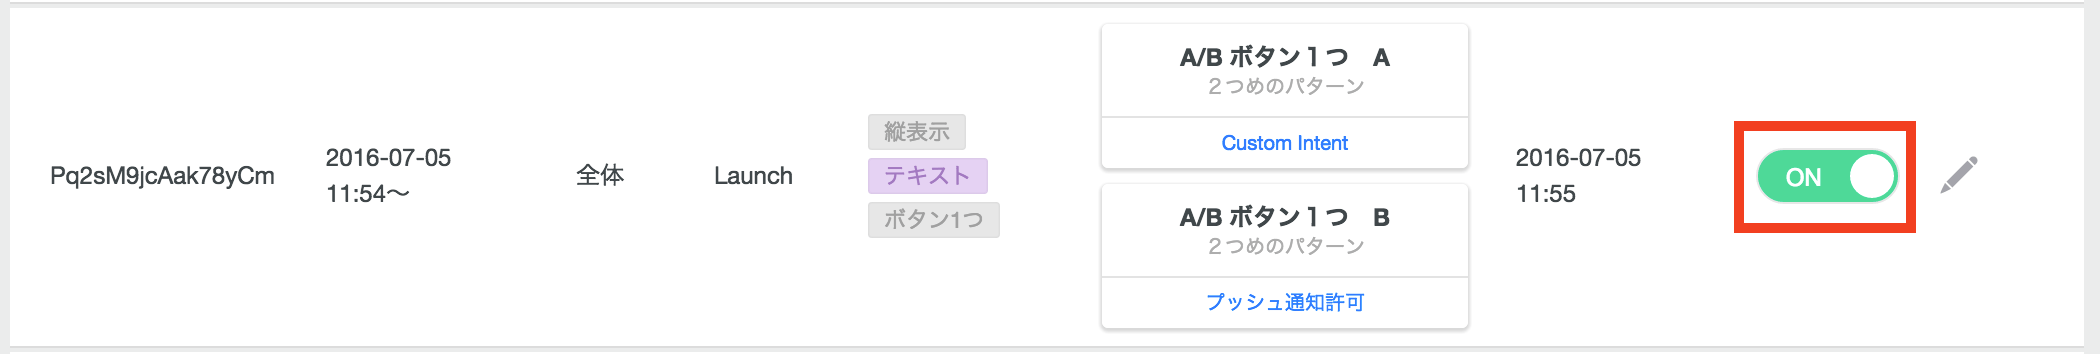 Pq2sM9jcAak78yCm
2016-07-05
11:54〜
全体
Launch
縦表示
テキスト
ボタン1つ
A/B ボタン１つ　A
２つめのパターン
Custom Intent
A/B ボタン１つ　B
２つめのパターン
プッシュ通知許可
2016-07-05
11:55
ON